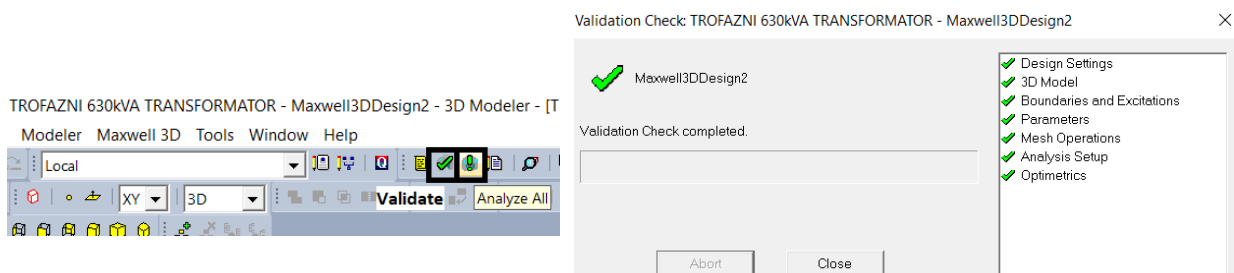 TROFAZNI 630kVA TRANSFORMATOR - Maxwell3DDesign2 - 3D Modeler - [T
Modeler Maxwell 3D Tools Window Help
Local
XY 3D Validate Analyze All
Validation Check: TROFAZNI 630kVA TRANSFORMATOR - Maxwell3DDesign2
Maxwell3DDesign2
Validation Check completed.
Abort Close
Design Settings
3D Model
Boundaries and Excitations
Parameters
Mesh Operations
Analysis Setup
Optimetrics